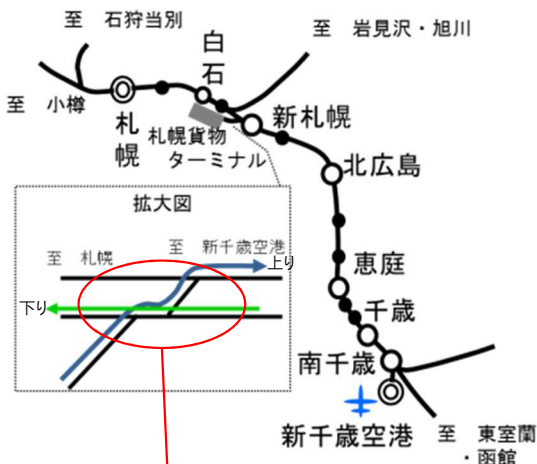 至 石狩当別
至 岩見沢・旭川
白石
至 小樽
札幌
新札幌
札幌貨物
ターミナル
北広島
拡大図
至 札幌
至 新千歳空港
上り
下り
恵庭
千歳
南千歳
新千歳空港
至 東室蘭
・函館